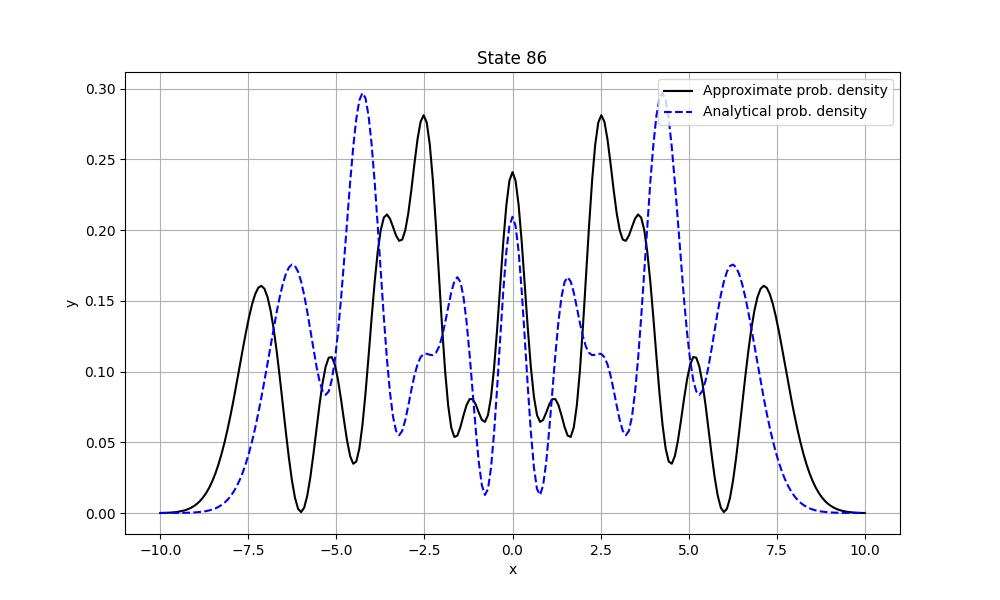 State 86
Approximate prob. density
Analytical prob. density
0.30
0.25
0.20
0.15
0.10
0.05
0.00
y
−10.0 −7.5 −5.0 −2.5 0.0 2.5 5.0 7.5 10.0
x